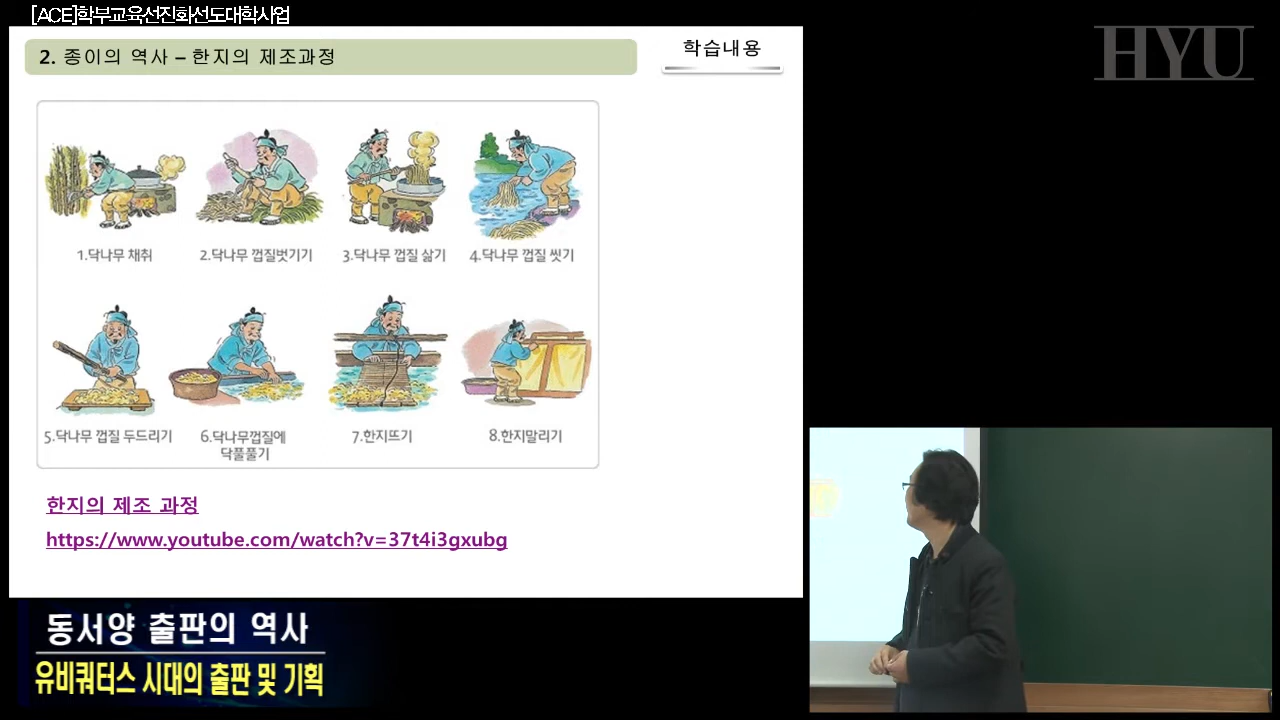 [ACE]학부교육선진화선도대학사업
2. 종이의 역사 – 한지의 제조과정
학습내용
HYU
1.닥나무 채취
2.닥나무 껍질벗기기
3.닥나무 껍질 삶기
4.닥나무 껍질 씻기
5.닥나무 껍질 두드리기
6.닥나무껍질에
닥풀풀기
7.한지뜨기
8.한지말리기
한지의 제조 과정
https://www.youtube.com/watch?v=37t4i3gxubg
동서양 출판의 역사
유비쿼터스 시대의 출판 및 기획